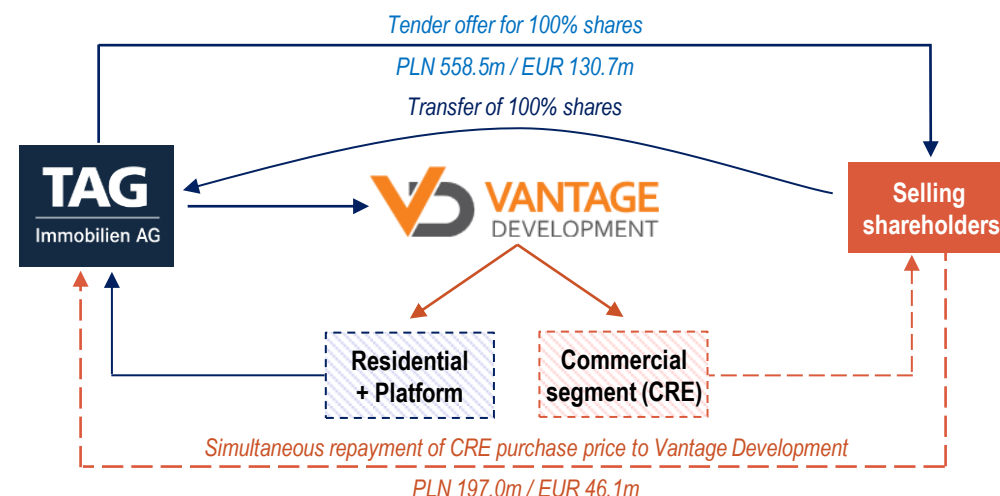 Tender offer for 100% shares
PLN 558.5m / EUR 130.7m
Transfer of 100% shares
TAG
Immobilien AG
VD VANTAGE
DEVELOPMENT
Selling
shareholders
Residential
+ Platform
Commercial
segment (CRE)
Simultaneous repayment of CRE purchase price to Vantage Development
PLN 197.0m / EUR 46.1m